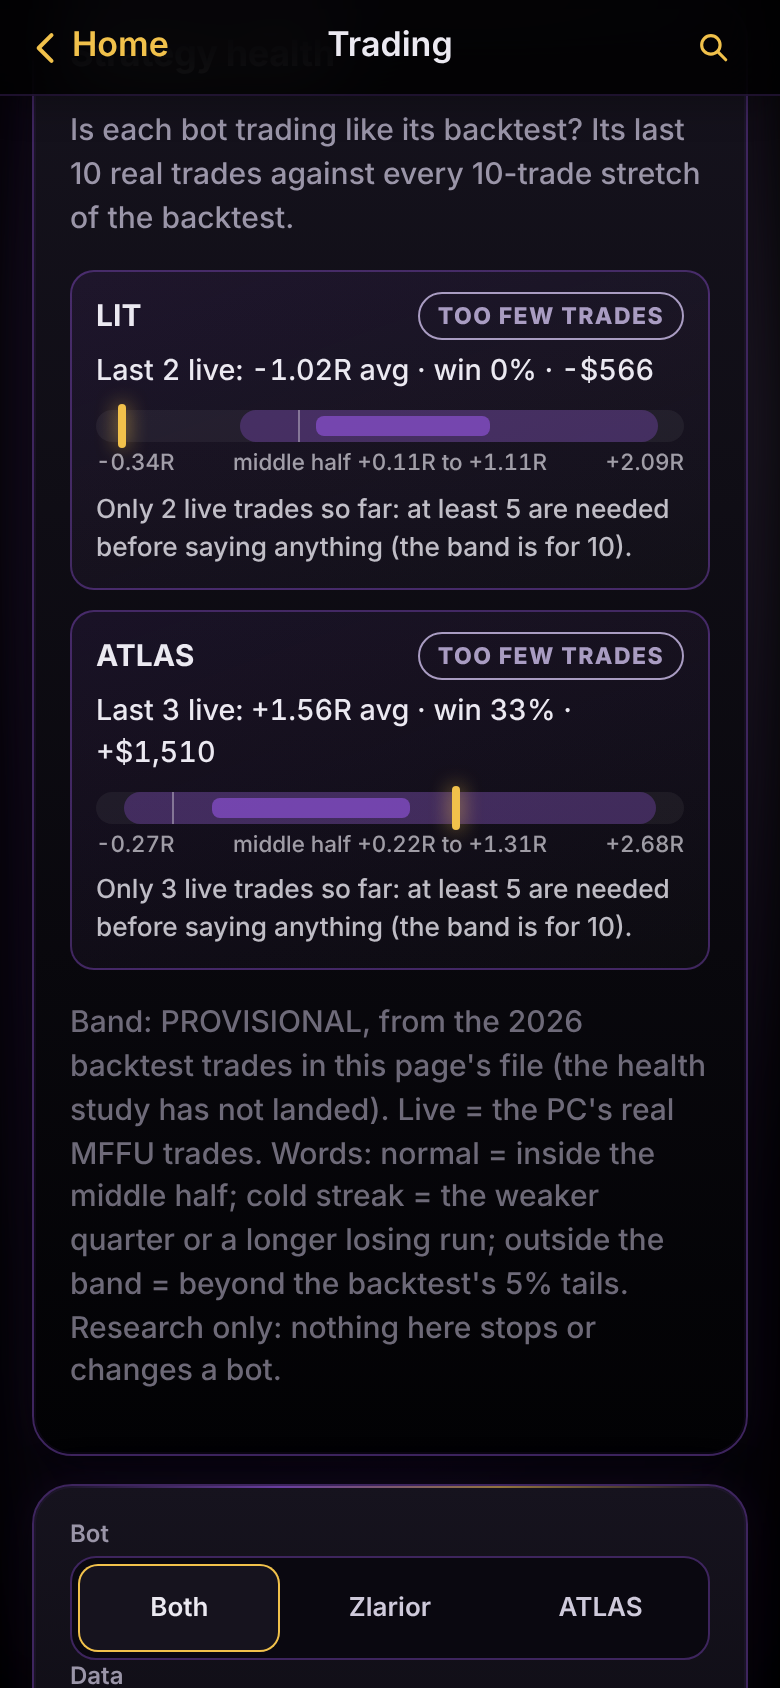 Home
Trading
Strategy health
Is each bot trading like its backtest? Its last
10 real trades against every 10-trade stretch
of the backtest.
LIT
TOO FEW TRADES
Last 2 live: -1.02R avg · win 0% · -$566
-0.34R
middle half +0.11R to +1.11R
+2.09R
Only 2 live trades so far: at least 5 are needed
before saying anything (the band is for 10).
ATLAS
TOO FEW TRADES
Last 3 live: +1.56R avg · win 33% ·
+$1,510
-0.27R
middle half +0.22R to +1.31R
+2.68R
Only 3 live trades so far: at least 5 are needed
before saying anything (the band is for 10).
Band: PROVISIONAL, from the 2026
backtest trades in this page's file (the health
study has not landed). Live = the PC's real
MFFU trades. Words: normal = inside the
middle half; cold streak = the weaker
quarter or a longer losing run; outside the
band = beyond the backtest's 5% tails.
Research only: nothing here stops or
changes a bot.
Bot
Both
Zlarior
ATLAS
Data